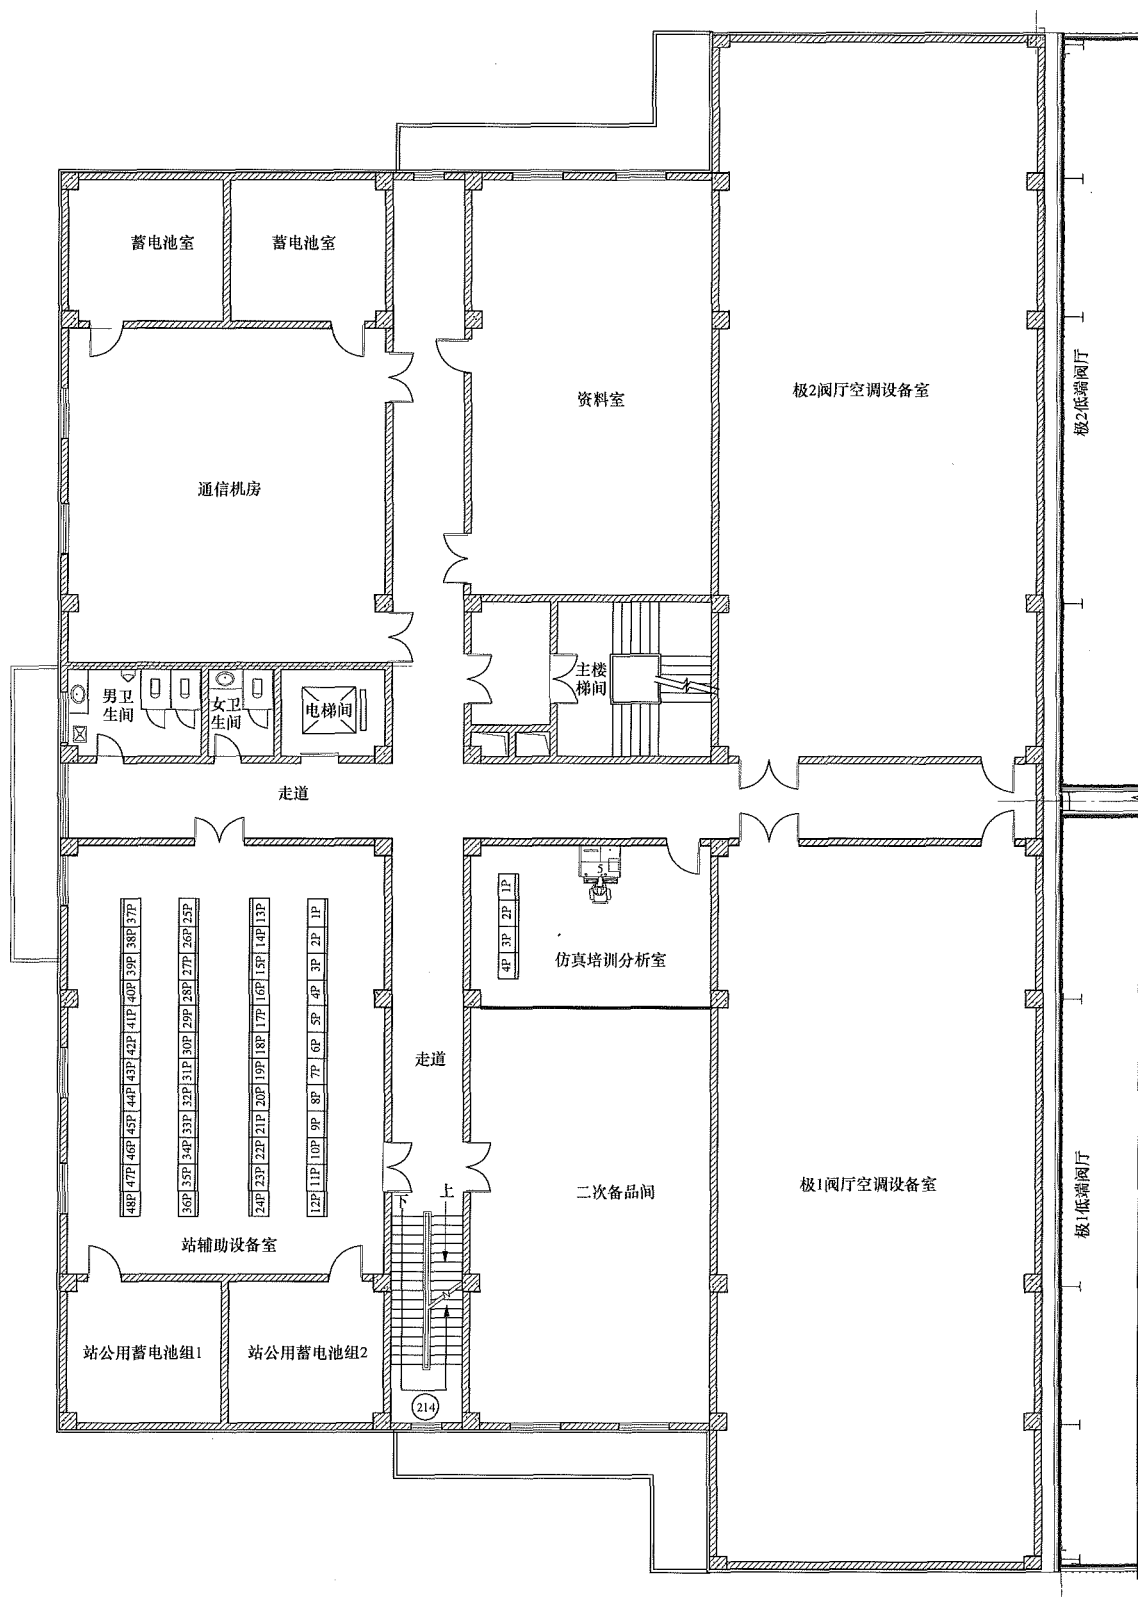 蓄电池室
蓄电池室
资料室
极2阀厅空调设备室
极2低端阀厅
通信机房
男卫
生间
女卫
生间
电梯间
主楼
梯间
走道
37P
38P
39P
40P
41P
42P
43P
44P
45P
46P
47P
48P
25P
26P
27P
28P
29P
30P
31P
32P
33P
34P
35P
36P
13P
14P
15P
16P
17P
18P
19P
20P
21P
22P
23P
24P
1P
2P
3P
4P
5P
6P
7P
8P
9P
10P
11P
12P
1P
2P
3P
4P
5
仿真培训分析室
走道
二次备品间
极1阀厅空调设备室
极1低端阀厅
下
上
站辅助设备室
站公用蓄电池组1
站公用蓄电池组2
214